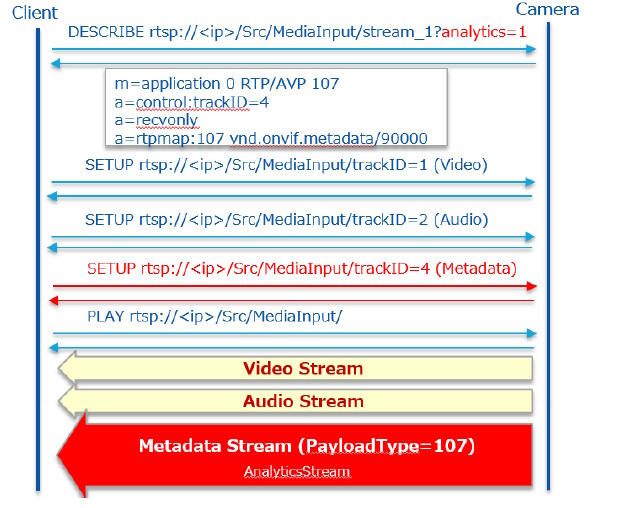 Client
Camera
DESCRIBE rtsp://<ip>/Src/MediaInput/stream_1?analytics=1
m=application 0 RTP/AVP 107
a=control:trackID=4
a=recvonly
a=rtpmap:107 vnd.onvif.metadata/90000
SETUP rtsp://<ip>/Src/MediaInput/trackID=1 (Video)
SETUP rtsp://<ip>/Src/MediaInput/trackID=2 (Audio)
SETUP rtsp://<ip>/Src/MediaInput/trackID=4 (Metadata)
PLAY rtsp://<ip>/Src/MediaInput/
Video Stream
Audio Stream
Metadata Stream (PayloadType=107)
AnalyticsStream